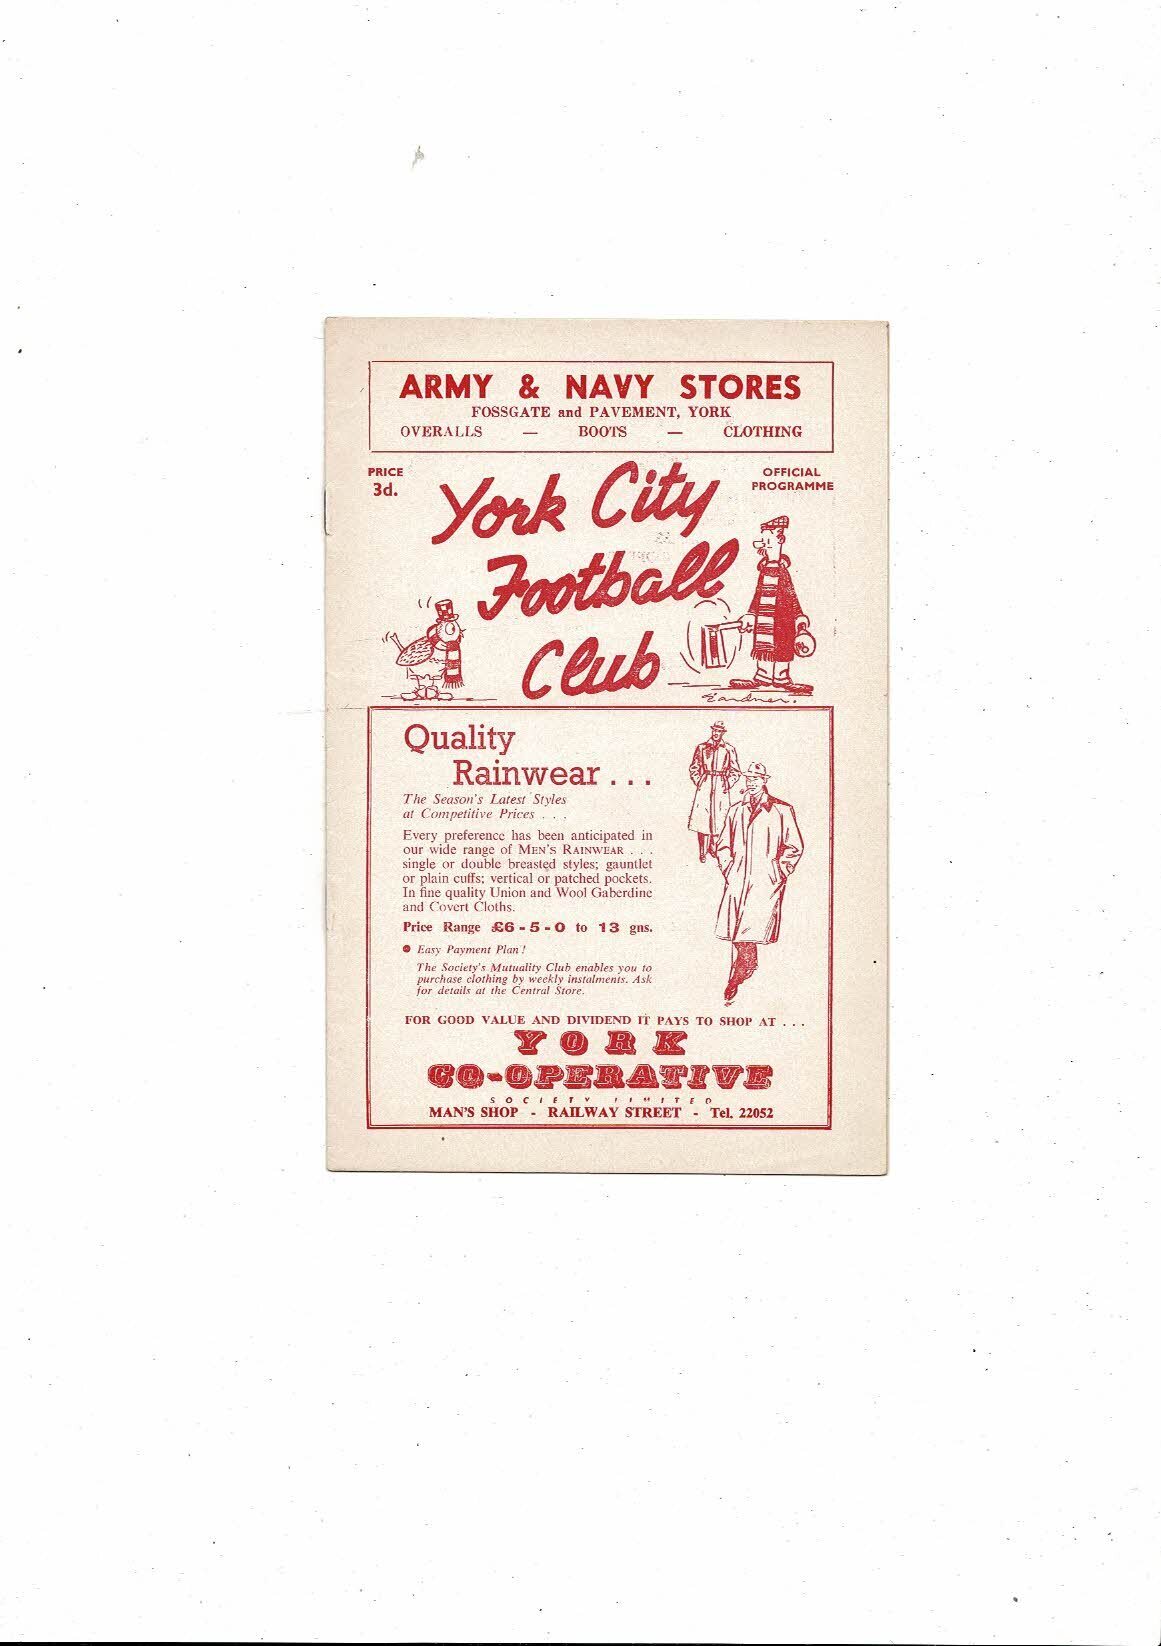 ARMY & NAVY STORES
FOSSGATE and PAVEMENT, YORK
OVERALLS — BOOTS — CLOTHING
PRICE
3d.
OFFICIAL
PROGRAMME
York City
Football
Club
Gardner.
Quality
Rainwear . . .
The Season's Latest Styles
at Competitive Prices . . .
Every preference has been anticipated in
our wide range of MEN'S RAINWEAR . . .
single or double breasted styles; gauntlet
or plain cuffs; vertical or patched pockets.
In fine quality Union and Wool Gaberdine
and Covert Cloths.
Price Range £6-5-0 to 13 gns.
Easy Payment Plan!
The Society's Mutuality Club enables you to
purchase clothing by weekly instalments. Ask
for details at the Central Store.
FOR GOOD VALUE AND DIVIDEND IT PAYS TO SHOP AT . . .
YORK
CO-OPERATIVE
SOCIETY LIMITED
MAN'S SHOP - RAILWAY STREET - Tel. 22052